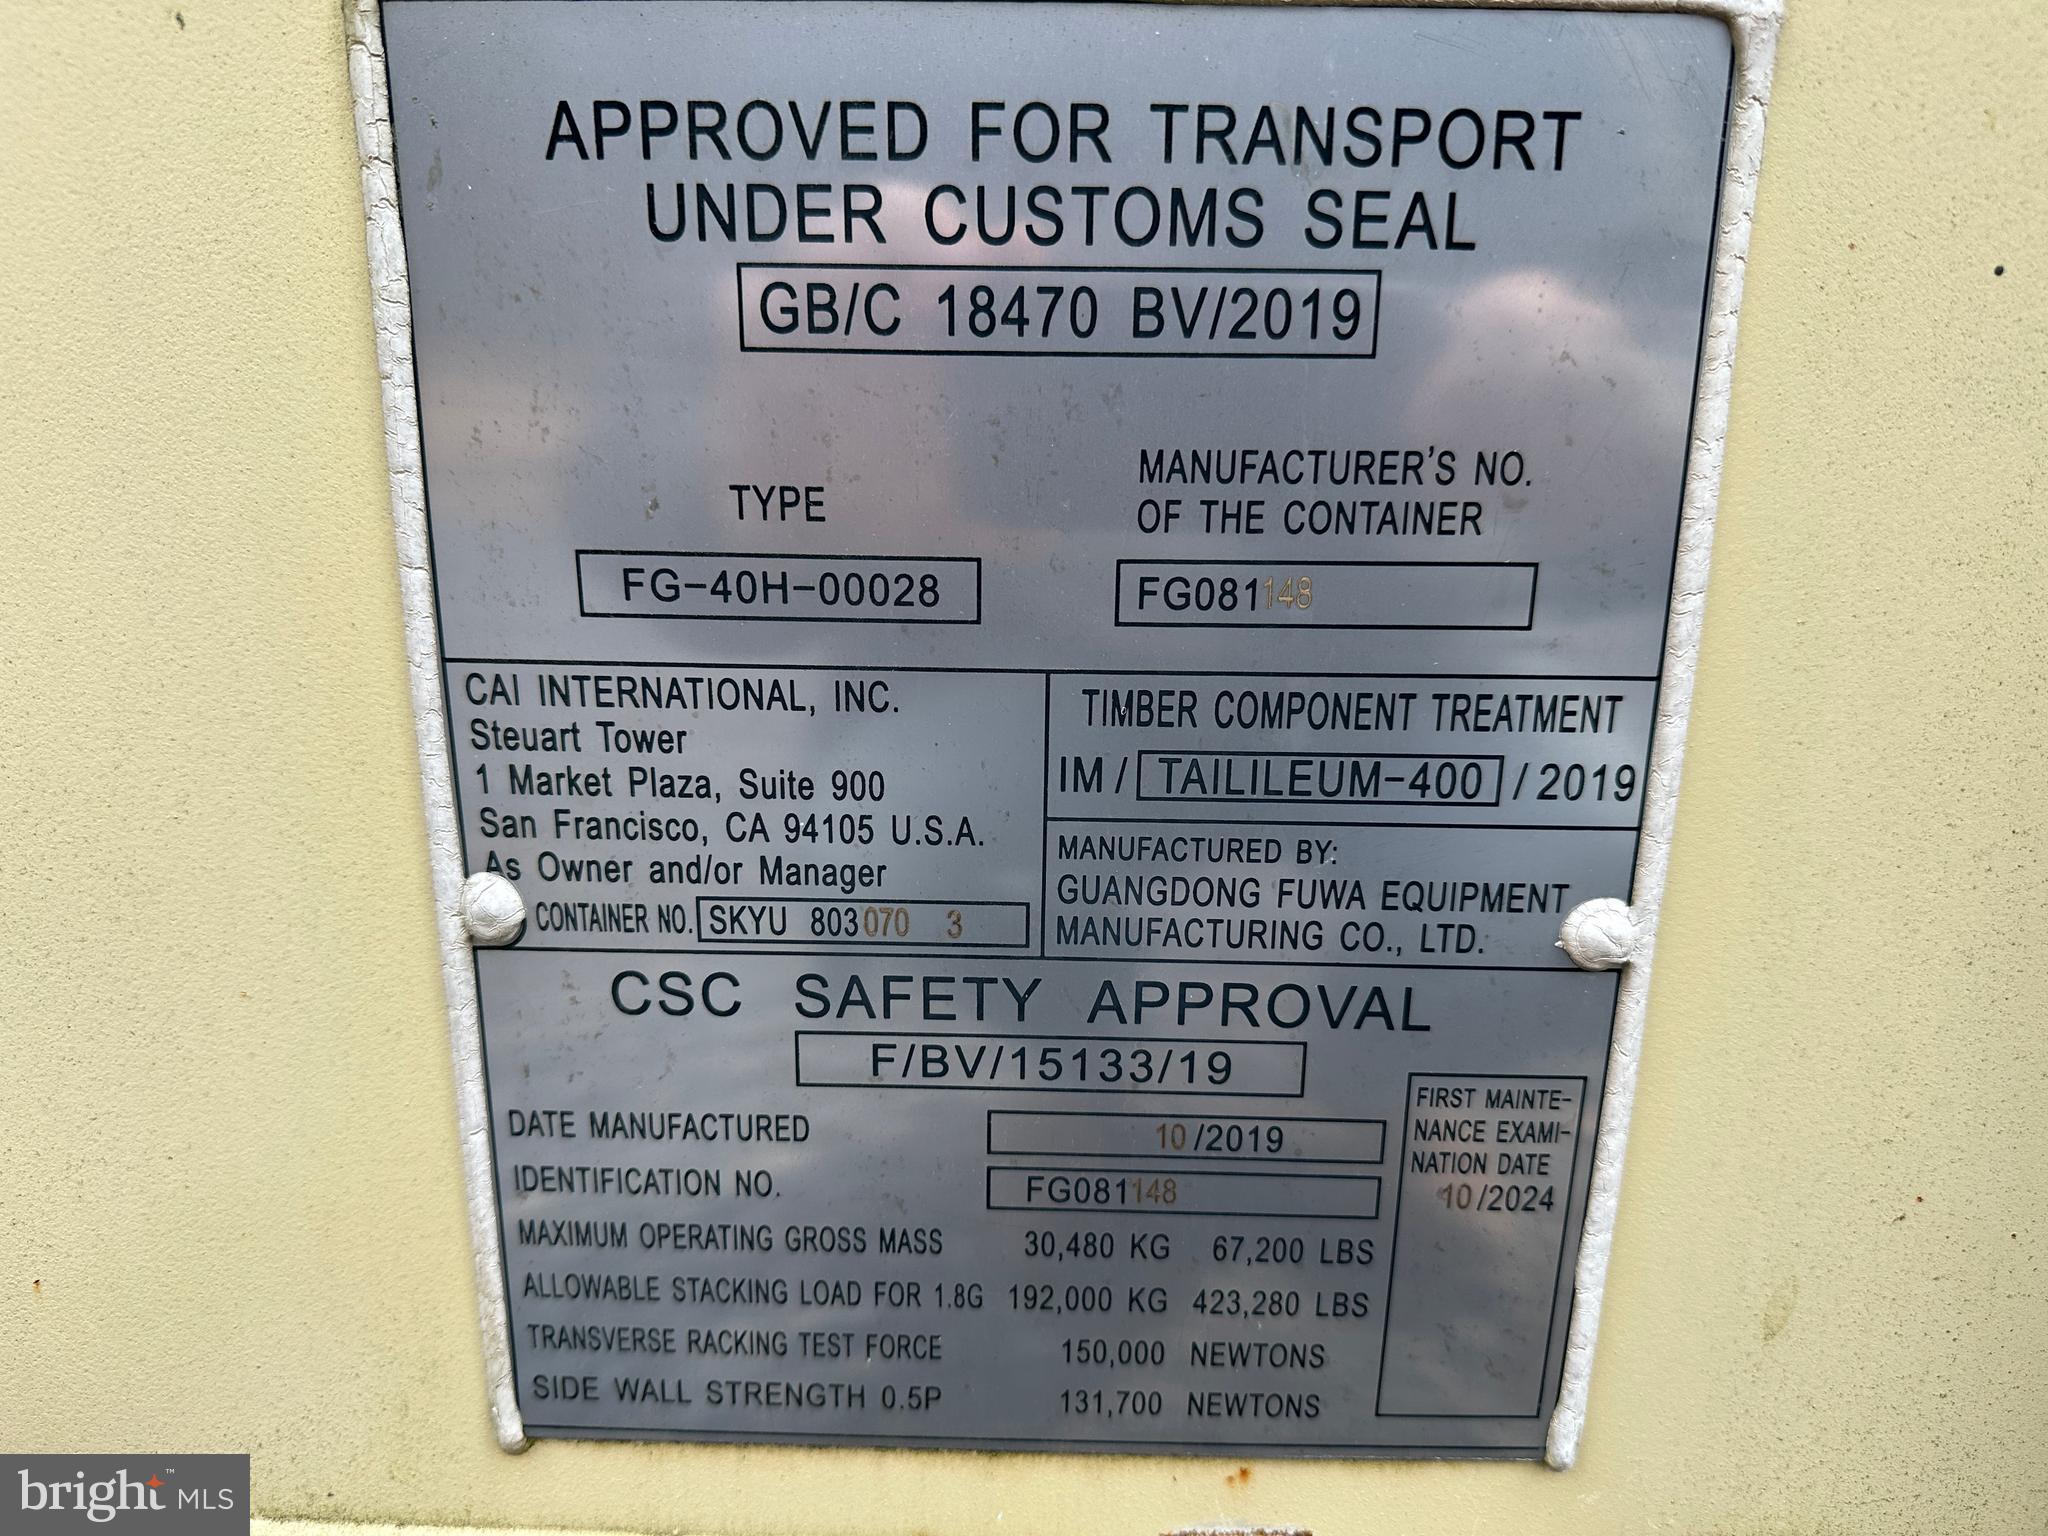 APPROVED FOR TRANSPORT
UNDER CUSTOMS SEAL
GB/C 18470 BV/2019
TYPE
FG-40H-00028
MANUFACTURER'S NO.
OF THE CONTAINER
FG081148
CAI INTERNATIONAL, INC.
Steuart Tower
1 Market Plaza, Suite 900
San Francisco, CA 94105 U.S.A.
As Owner and/or Manager
CONTAINER NO. SKYU 803070 3
TIMBER COMPONENT TREATMENT
IM / TAILILEUM-400 / 2019
MANUFACTURED BY:
GUANGDONG FUWA EQUIPMENT
MANUFACTURING CO., LTD.
CSC SAFETY APPROVAL
F/BV/15133/19
DATE MANUFACTURED 10/2019
IDENTIFICATION NO. FG081148
MAXIMUM OPERATING GROSS MASS 30,480 KG 67,200 LBS
ALLOWABLE STACKING LOAD FOR 1.8G 192,000 KG 423,280 LBS
TRANSVERSE RACKING TEST FORCE 150,000 NEWTONS
SIDE WALL STRENGTH 0.5P 131,700 NEWTONS
FIRST MAINTE-
NANCE EXAMI-
NATION DATE
10/2024
bright™ MLS